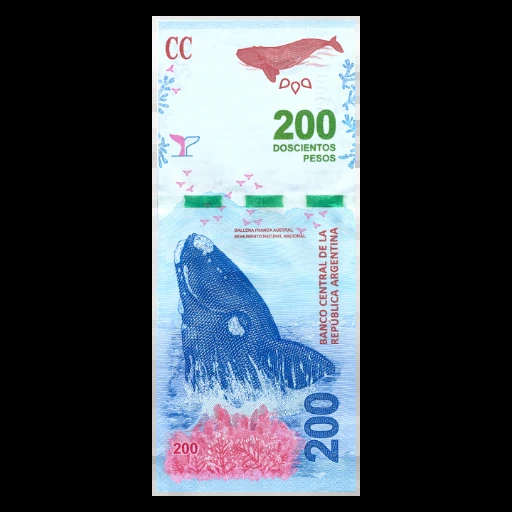 CC
200
DOSCIENTOS
PESOS
BALLENA FRANCA AUSTRAL
MONUMENTO NATURAL NACIONAL
BANCO CENTRAL DE LA
REPÚBLICA ARGENTINA
200
200